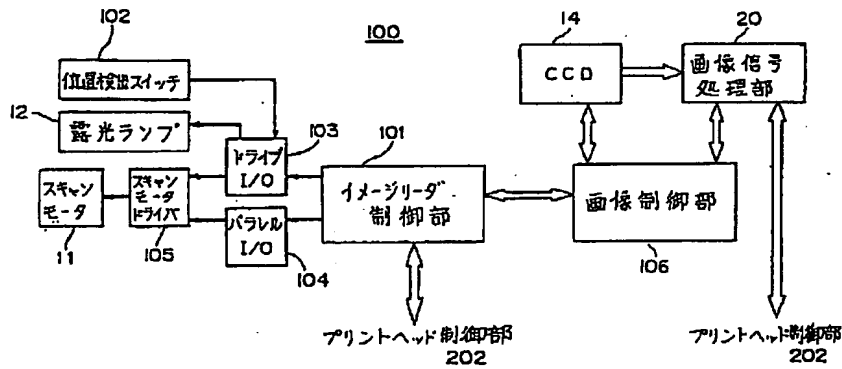 102
100
14
20
位置検出スイッチ
CCD
画像信号
処理部
12
露光ランプ
103
101
ドライブ
I/O
イメージリーダ
制御部
画像制御部
スキャン
モータ
スキャン
モータ
ドライバ
パラレル
I/O
11
105
104
106
プリントヘッド制御部
202
プリントヘッド制御部
202